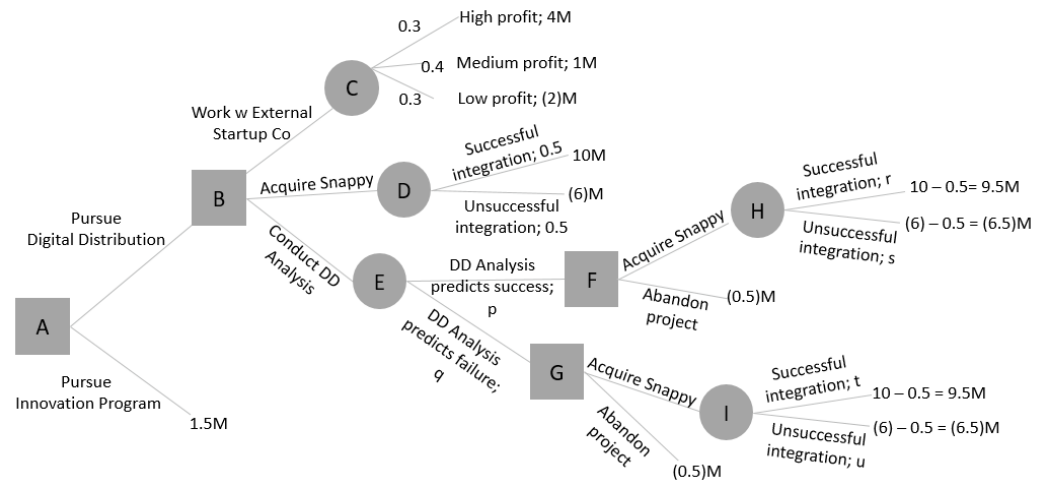 0.3
High profit; 4M
C
0.4
Medium profit; 1M
0.3
Low profit; (2)M
Work w External
Startup Co
B
Acquire Snappy
D
Successful
integration; 0.5
10M
(6)M
Unsuccessful
integration; 0.5
Pursue
Digital Distribution
Conduct DD
Analysis
E
DD Analysis
predicts success;
p
F
Acquire Snappy
H
Successful
integration; r
10 – 0.5= 9.5M
(6) – 0.5 = (6.5)M
Unsuccessful
integration; s
Abandon
project
(0.5)M
A
DD Analysis
predicts failure;
q
G
Acquire Snappy
I
Successful
integration; t
10 – 0.5 = 9.5M
(6) – 0.5 = (6.5)M
Unsuccessful
integration; u
Abandon
project
(0.5)M
Pursue
Innovation Program
1.5M